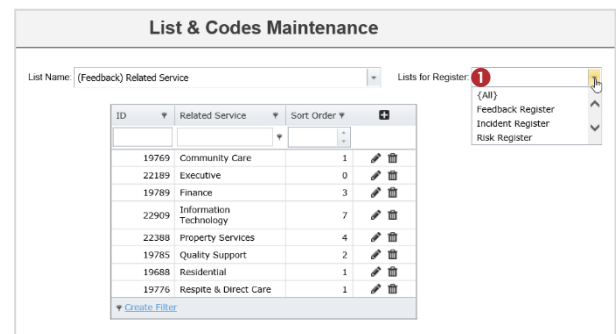 List & Codes Maintenance
List Name: (Feedback) Related Service Lists for Register: 1
{All}
Feedback Register
Incident Register
Risk Register
ID Related Service Sort Order
19769 Community Care 1
22189 Executive 0
19789 Finance 3
22909 Information Technology 7
22388 Property Services 4
19785 Quality Support 2
19688 Residential 1
19776 Respite & Direct Care 1
Create Filter